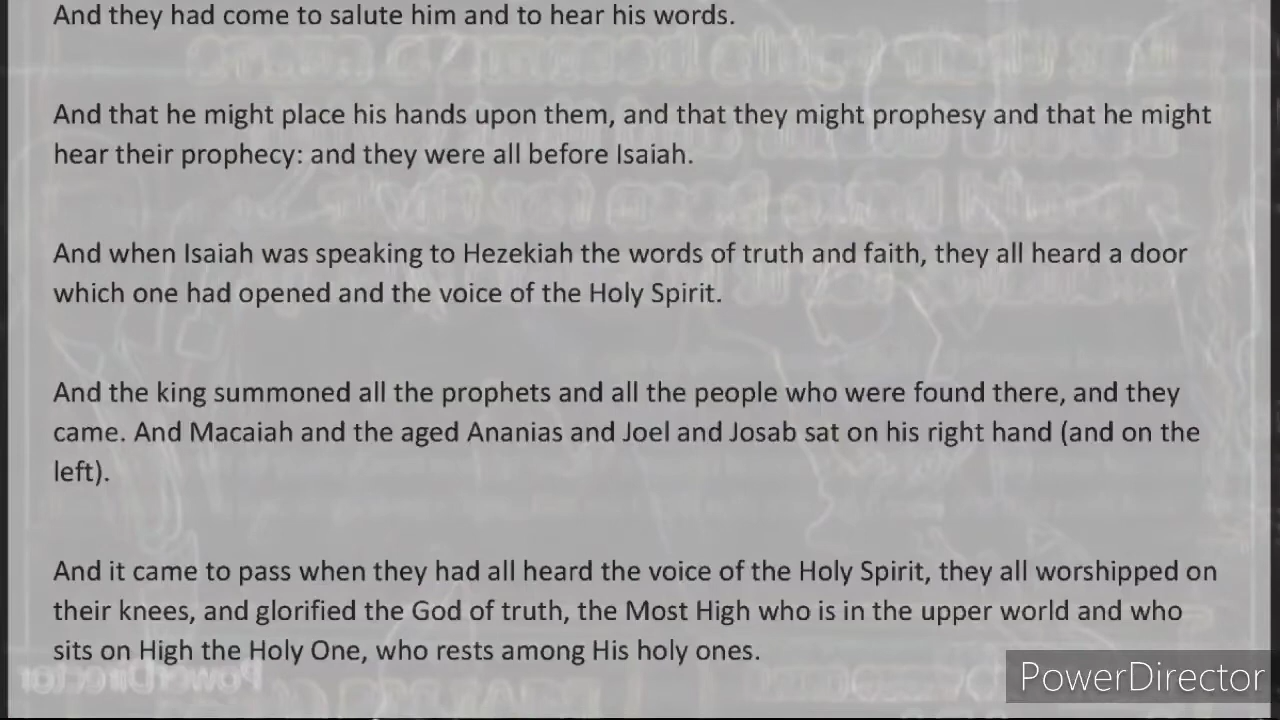 And they had come to salute him and to hear his words.
And that he might place his hands upon them, and that they might prophesy and that he might
hear their prophecy: and they were all before Isaiah.
And when Isaiah was speaking to Hezekiah the words of truth and faith, they all heard a door
which one had opened and the voice of the Holy Spirit.
And the king summoned all the prophets and all the people who were found there, and they
came. And Macaiah and the aged Ananias and Joel and Josab sat on his right hand (and on the
left).
And it came to pass when they had all heard the voice of the Holy Spirit, they all worshipped on
their knees, and glorified the God of truth, the Most High who is in the upper world and who
sits on High the Holy One, who rests among His holy ones.
PowerDirector